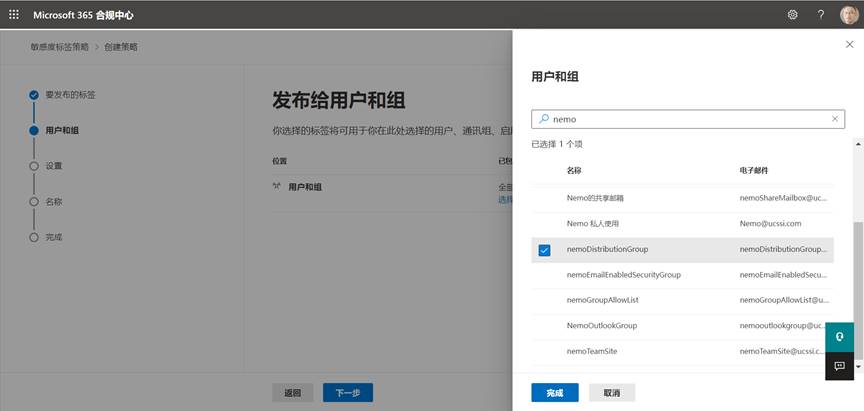 Microsoft 365 合规中心
?
敏感度标签策略 > 创建策略
要发布的标签
用户和组
设置
名称
完成
发布给用户和组
你选择的标签将可用于你在此处选择的用户、通讯组、启用
位置
已包
用户和组
全部
选择
返回
下一步
用户和组
nemo
已选择 1 个项
名称
电子邮件
Nemo的共享邮箱
nemoShareMailbox@uc...
Nemo 私人使用
Nemo@ucssi.com
nemoDistributionGroup
nemoDistributionGroup...
nemoEmailEnabledSecurityGroup
nemoEmailEnabledSecu...
nemoGroupAllowList
nemoGroupAllowList@u...
NemoOutlookGroup
nemooutlookgroup@uc...
nemoTeamSite
nemoTeamSite@ucssi.c...
完成
取消